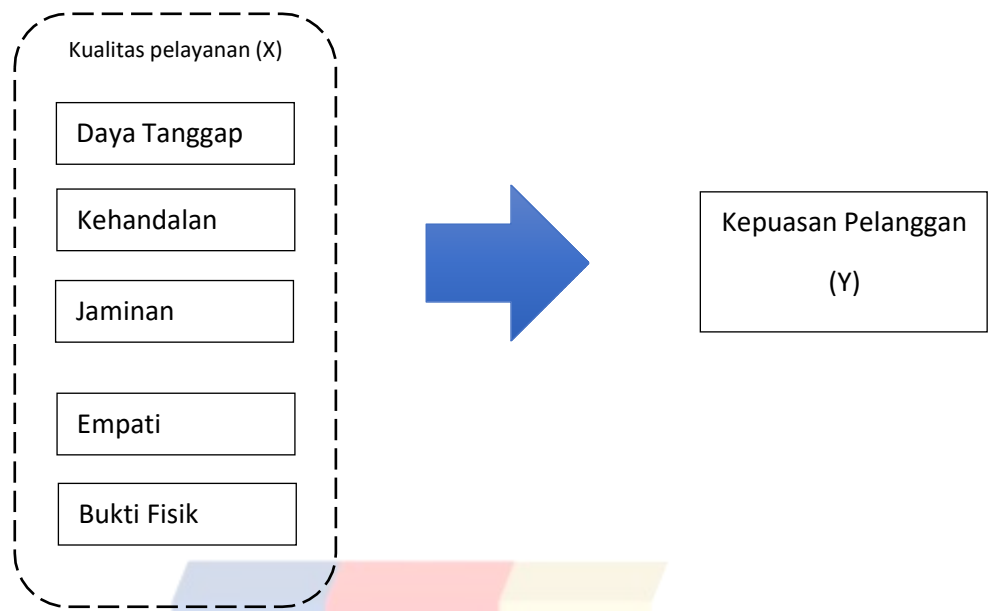 Kualitas pelayanan (X)
Daya Tanggap
Kehandalan
Jaminan
Empati
Bukti Fisik
Kepuasan Pelanggan
(Y)